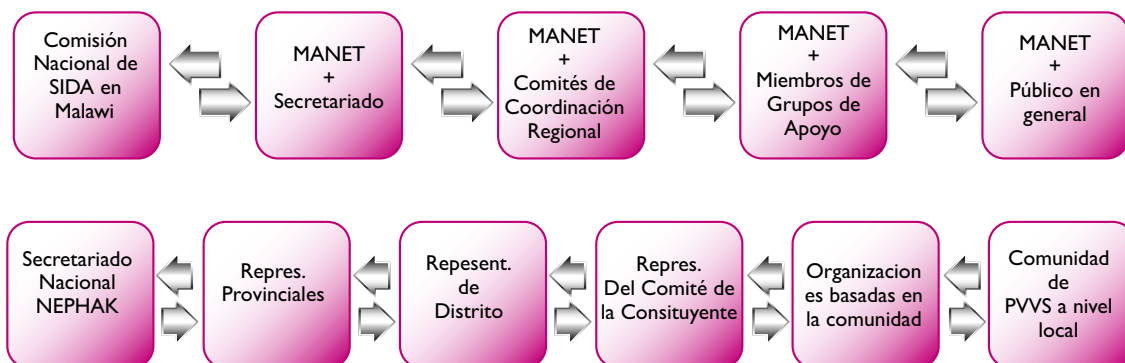 Comisión
Nacional de
SIDA en
Malawi
MANET
+
Secretariado
MANET
+
Comités de
Coordinación
Regional
MANET
+
Miembros de
Grupos de
Apoyo
MANET
+
Público en
general
Secretariado
Nacional
NEPHAK
Repres.
Provinciales
Repesent.
de
Distrito
Repres.
Del Comité de
la Consituyente
Organizacion
es basadas en
la comunidad
Comunidad
de
PVVS a nivel
local